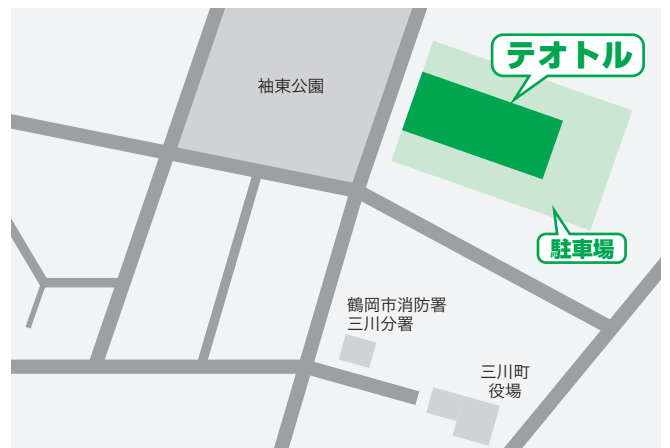 テオトル
袖東公園
駐車場
鶴岡市消防署
三川分署
三川町
役場